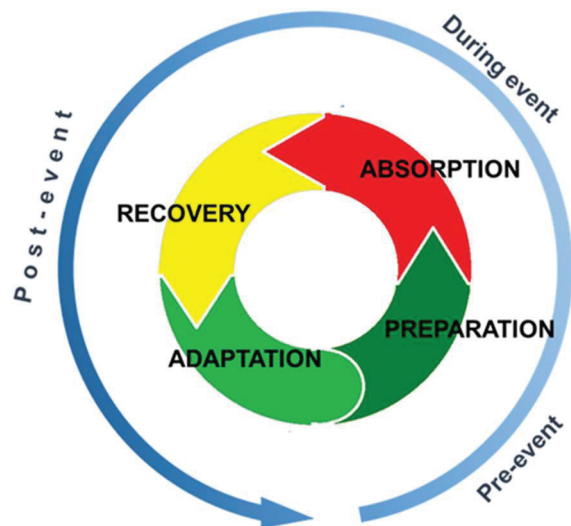 During event
Post-event
ABSORPTION
RECOVERY
PREPARATION
ADAPTATION
Pre-event